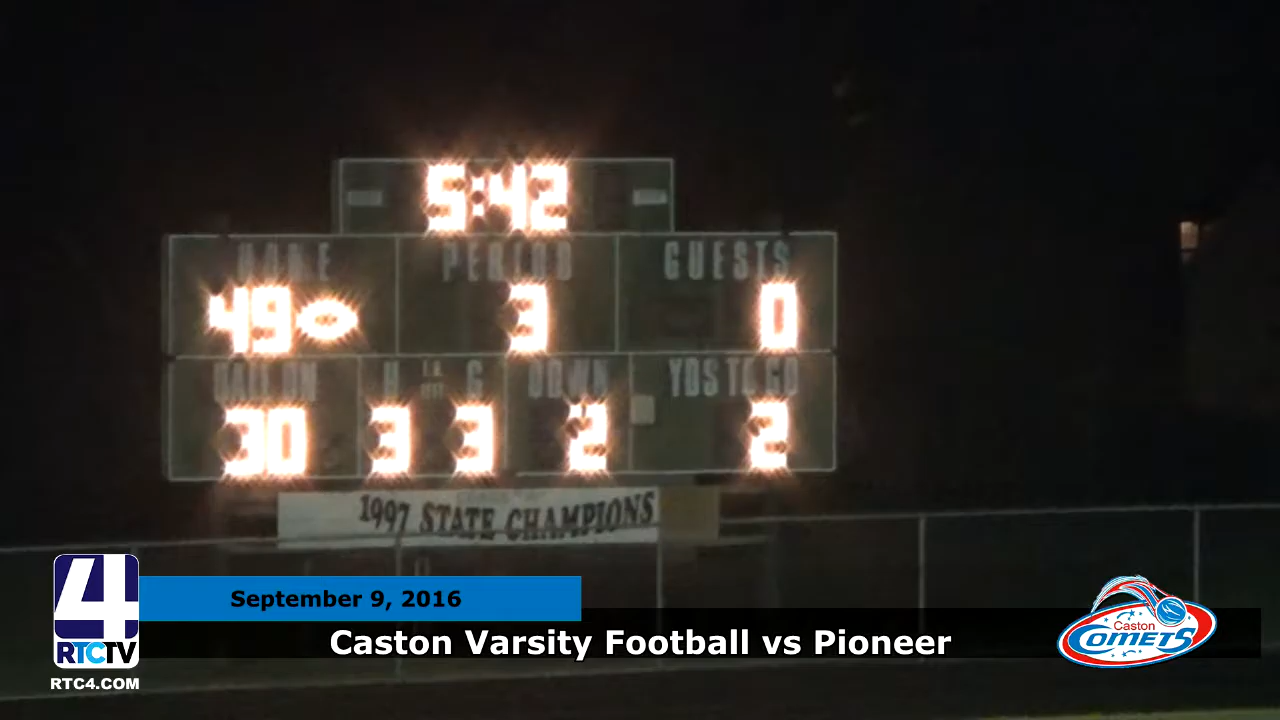 5:42
HOME PERIOD GUESTS
49 3 0
BALL ON H T.O. LEFT G DOWN YDS TO GO
30 3 3 2 2
1997 STATE CHAMPIONS
4
RTCTV
RTC4.COM
September 9, 2016
Caston Varsity Football vs Pioneer
Caston
COMETS